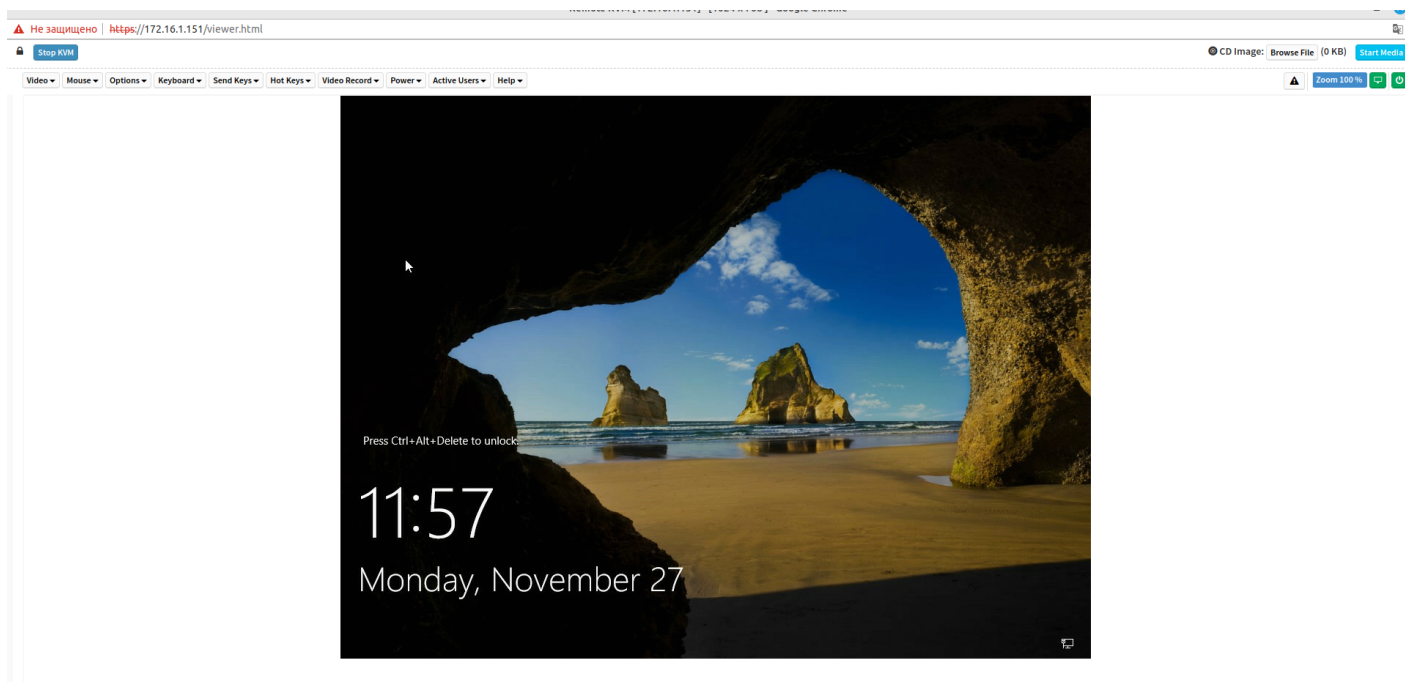 Не защищено https://172.16.1.151/viewer.html
Stop KVM
CD Image: Browse File (0 KB) Start Media
Video Mouse Options Keyboard Send Keys Hot Keys Video Record Power Active Users Help
Zoom 100 %
Press Ctrl+Alt+Delete to unlock.
11:57
Monday, November 27